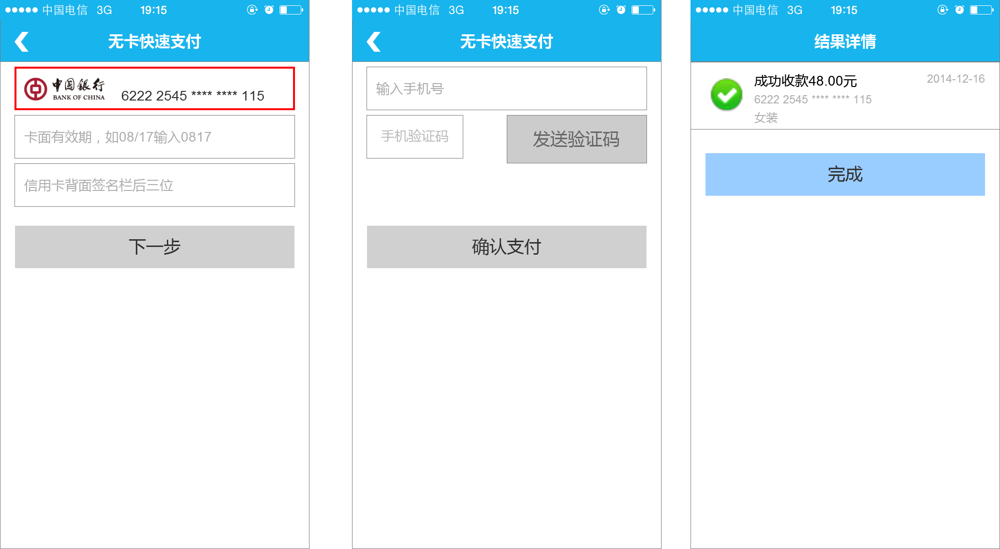 中国电信 3G 19:15
无卡快速支付
中国銀行
BANK OF CHINA
6222 2545 **** **** 115
卡面有效期，如08/17输入0817
信用卡背面签名栏后三位
下一步
中国电信 3G 19:15
无卡快速支付
输入手机号
手机验证码
发送验证码
确认支付
中国电信 3G 19:15
结果详情
成功收款48.00元
2014-12-16
6222 2545 **** **** 115
女装
完成